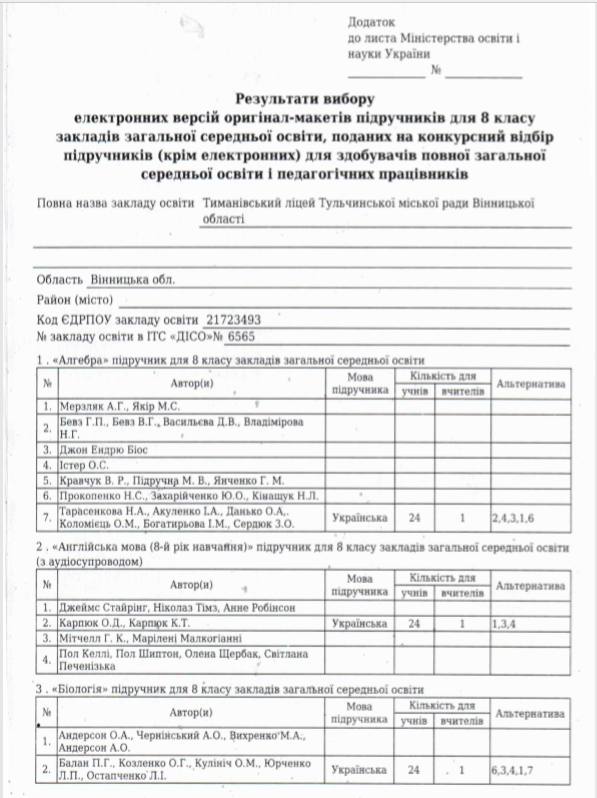 Додаток
до листа Міністерства освіти і
науки України
____________ № ____________
Результати вибору
електронних версій оригінал-макетів підручників для 8 класу
закладів загальної середньої освіти, поданих на конкурсний відбір
підручників (крім електронних) для здобувачів повної загальної
середньої освіти і педагогічних працівників
Повна назва закладу освіти Тиманівський ліцей Тульчинської міської ради Вінницької
області
Область Вінницька обл.
Район (місто)
Код ЄДРПОУ закладу освіти 21723493
№ закладу освіти в ІТС «ДІСО»№ 6565
1 . «Алгебра» підручник для 8 класу закладів загальної середньої освіти
№ Автор(и) Мова підручника Кількість для учнів вчителів Альтернатива
1. Мерзляк А.Г., Якір М.С.
2. Бевз Г.П., Бевз В.Г., Васильєва Д.В., Владімірова
Н.Г.
3. Джон Ендрю Біос
4. Істер О.С.
5. Кравчук В. Р., Підручна М. В., Янченко Г. М.
6. Прокопенко Н.С., Захарійченко Ю.О., Кінащук Н.Л.
7. Тарасенкова Н.А., Акуленко І.А., Данько О.А.,
Коломієць О.М., Богатирьова І.М., Сердюк З.О. Українська 24 1 2,4,3,1,6
2 . «Англійська мова (8-й рік навчання)» підручник для 8 класу закладів загальної середньої освіти
(з аудіосупроводом)
№ Автор(и) Мова підручника Кількість для учнів вчителів Альтернатива
1. Джеймс Стайрінг, Ніколаз Тімз, Анне Робінсон
2. Карпюк О.Д., Карпюк К.Т. Українська 24 1 1,3,4
3. Мітчелл Г. К., Марілені Малкогіанні
4. Пол Келлі, Пол Шиптон, Олена Щербак, Світлана
Печенізька
3 . «Біологія» підручник для 8 класу закладів загальної середньої освіти
№ Автор(и) Мова підручника Кількість для учнів вчителів Альтернатива
1. Андерсон О.А., Чернінський А.О., Вихренко М.А.,
Андерсон А.О.
2. Балан П.Г., Козленко О.Г., Кулініч О.М., Юрченко
Л.П., Остапченко Л.І. Українська 24 1 6,3,4,1,7